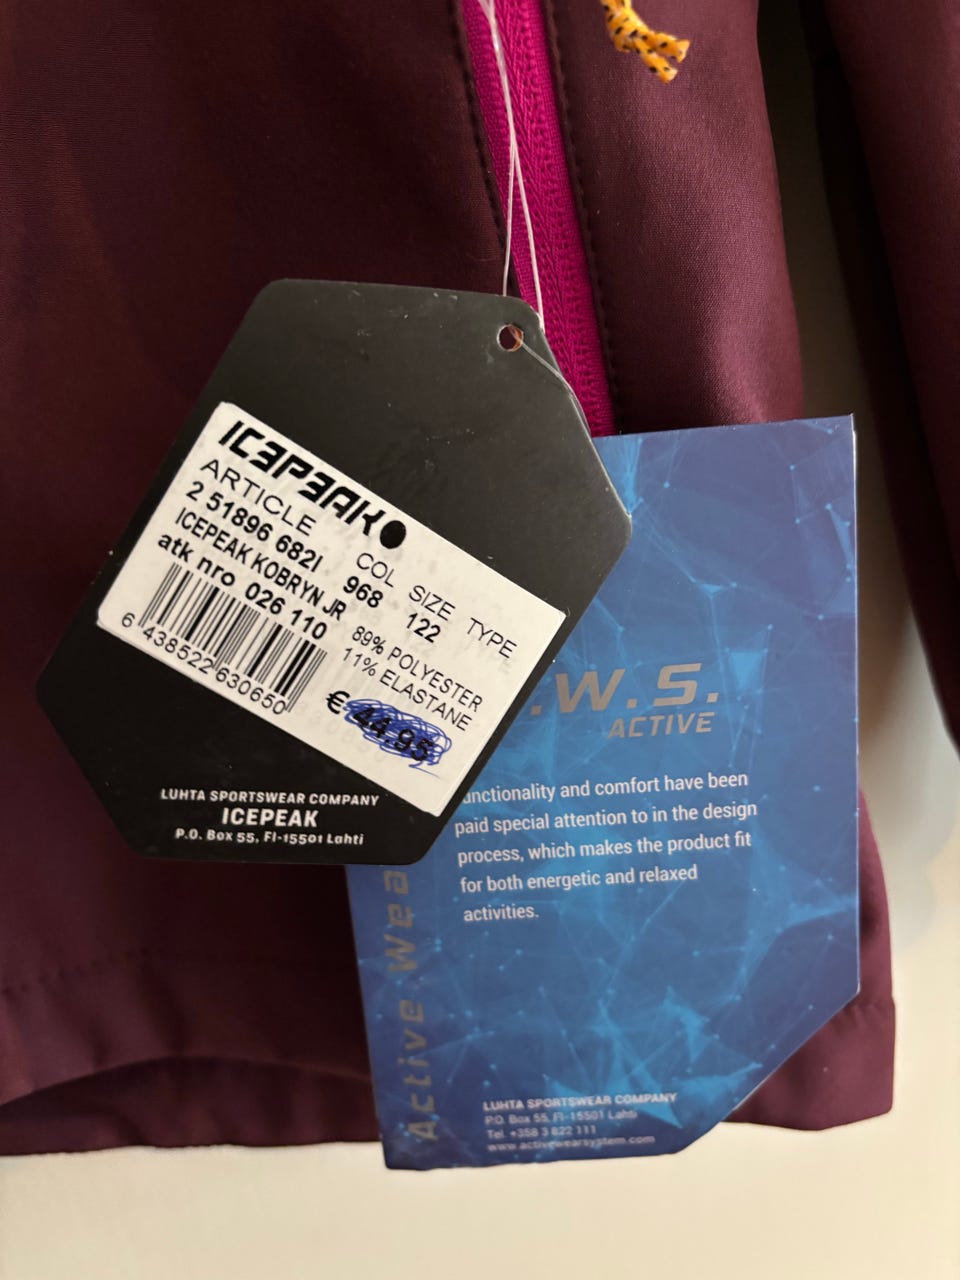 ICEPEAK
ARTICLE COL SIZE TYPE
2 51896 682I 968 122
ICEPEAK KOBRYN JR
atk nro 026 110
89% POLYESTER
11% ELASTANE
6 438522 630650
€ 44.95
LUHTA SPORTSWEAR COMPANY
ICEPEAK
P.O. Box 55, FI-15501 Lahti
.W.S.
ACTIVE
unctionality and comfort have been
paid special attention to in the design
process, which makes the product fit
for both energetic and relaxed
activities.
Active Wea
LUHTA SPORTSWEAR COMPANY
P.O. Box 55, FI-15501 Lahti
Tel. +358 3 822 111
www.activewearsystem.com